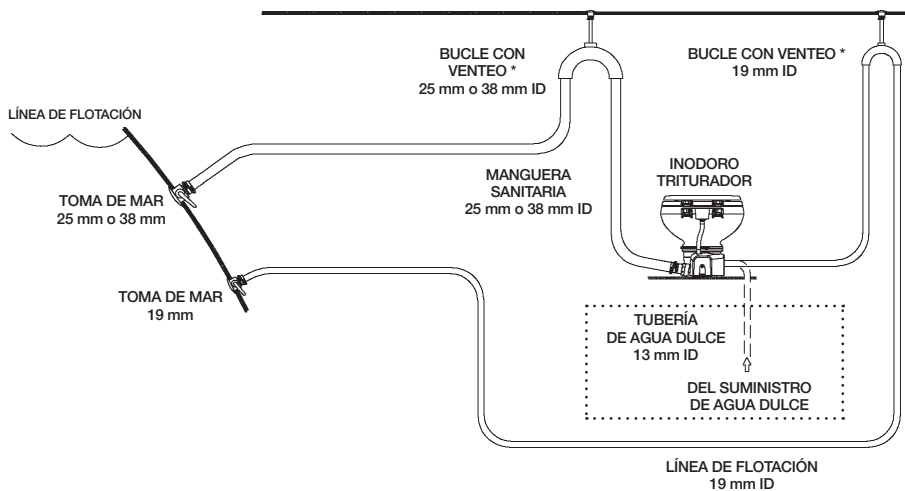 BUCLE CON
VENTEO *
25 mm o 38 mm ID
BUCLE CON VENTEO *
19 mm ID
LÍNEA DE FLOTACIÓN
TOMA DE MAR
25 mm o 38 mm
MANGUERA
SANITARIA
25 mm o 38 mm ID
INODORO
TRITURADOR
TOMA DE MAR
19 mm
TUBERÍA
DE AGUA DULCE
13 mm ID
DEL SUMINISTRO
DE AGUA DULCE
LÍNEA DE FLOTACIÓN
19 mm ID